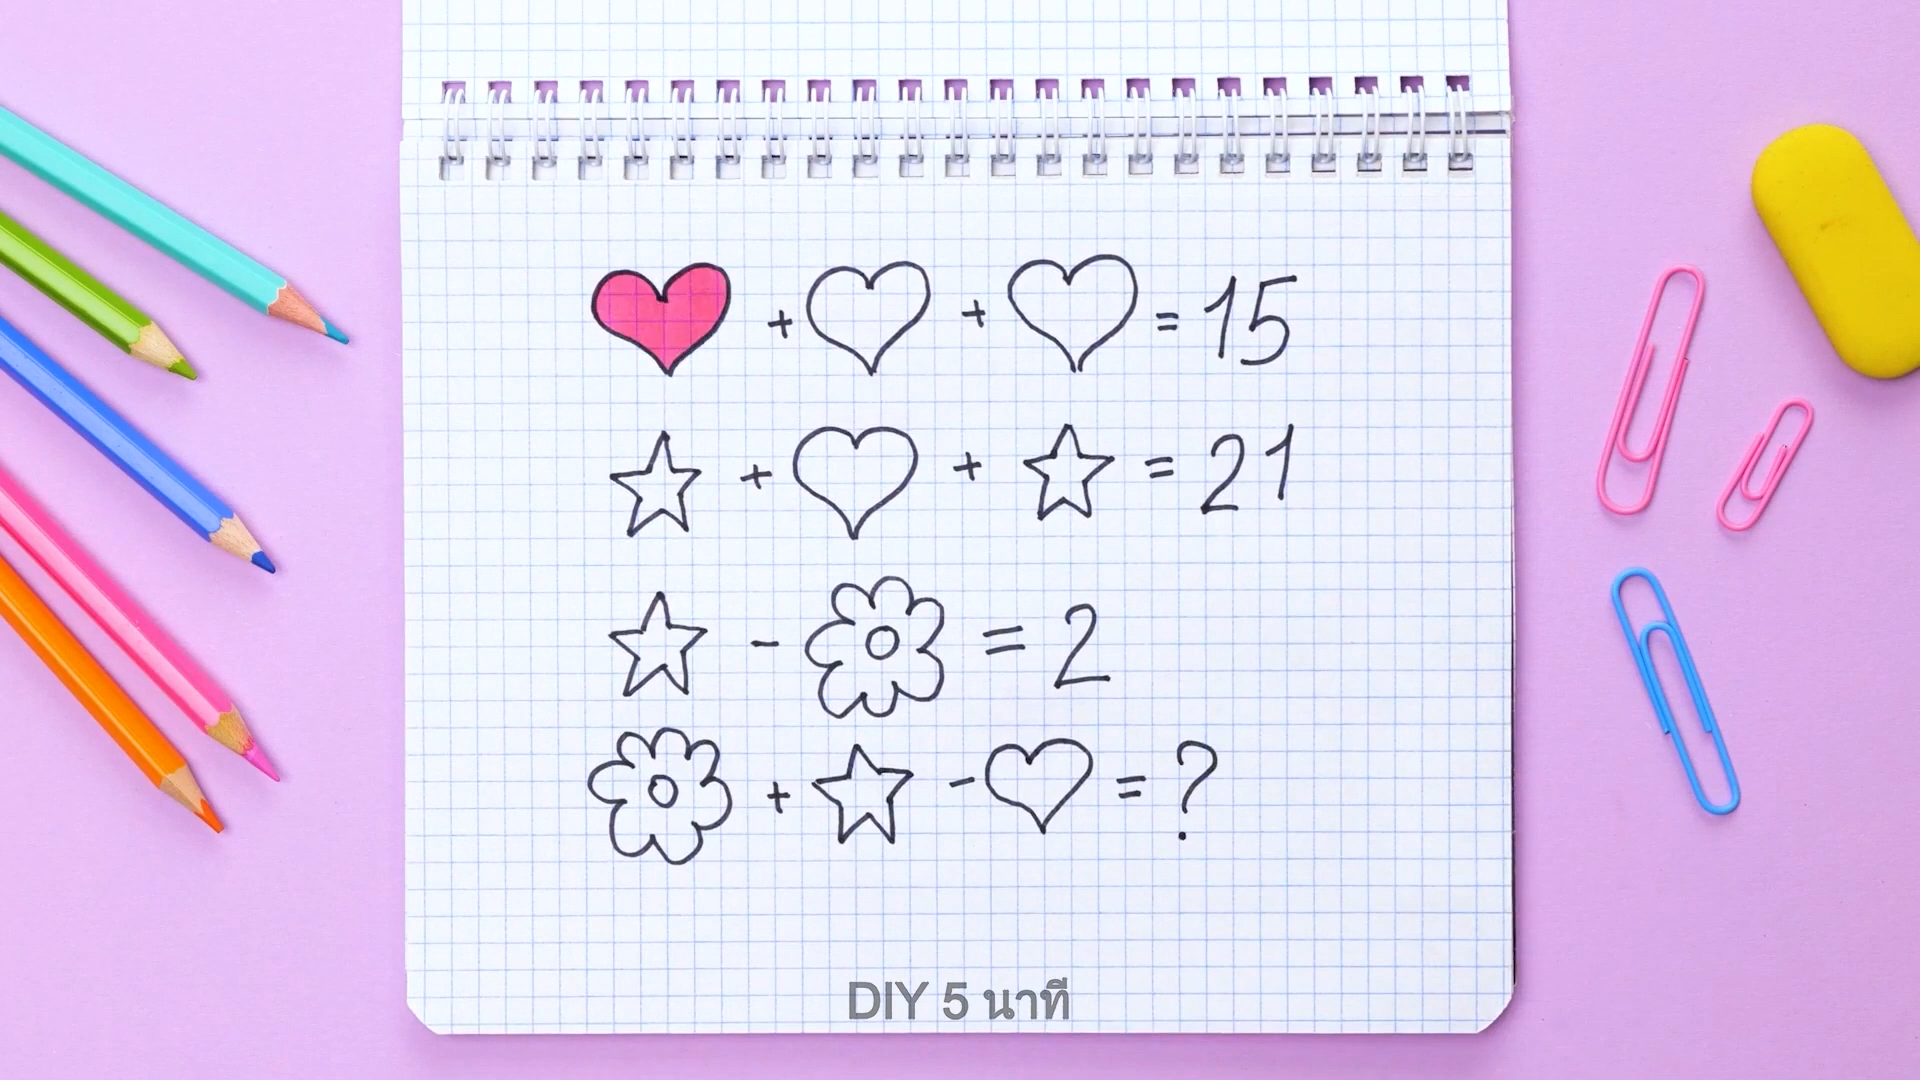 + + = 15
+ + = 21
- = 2
+ - = ?
DIY 5 นาที